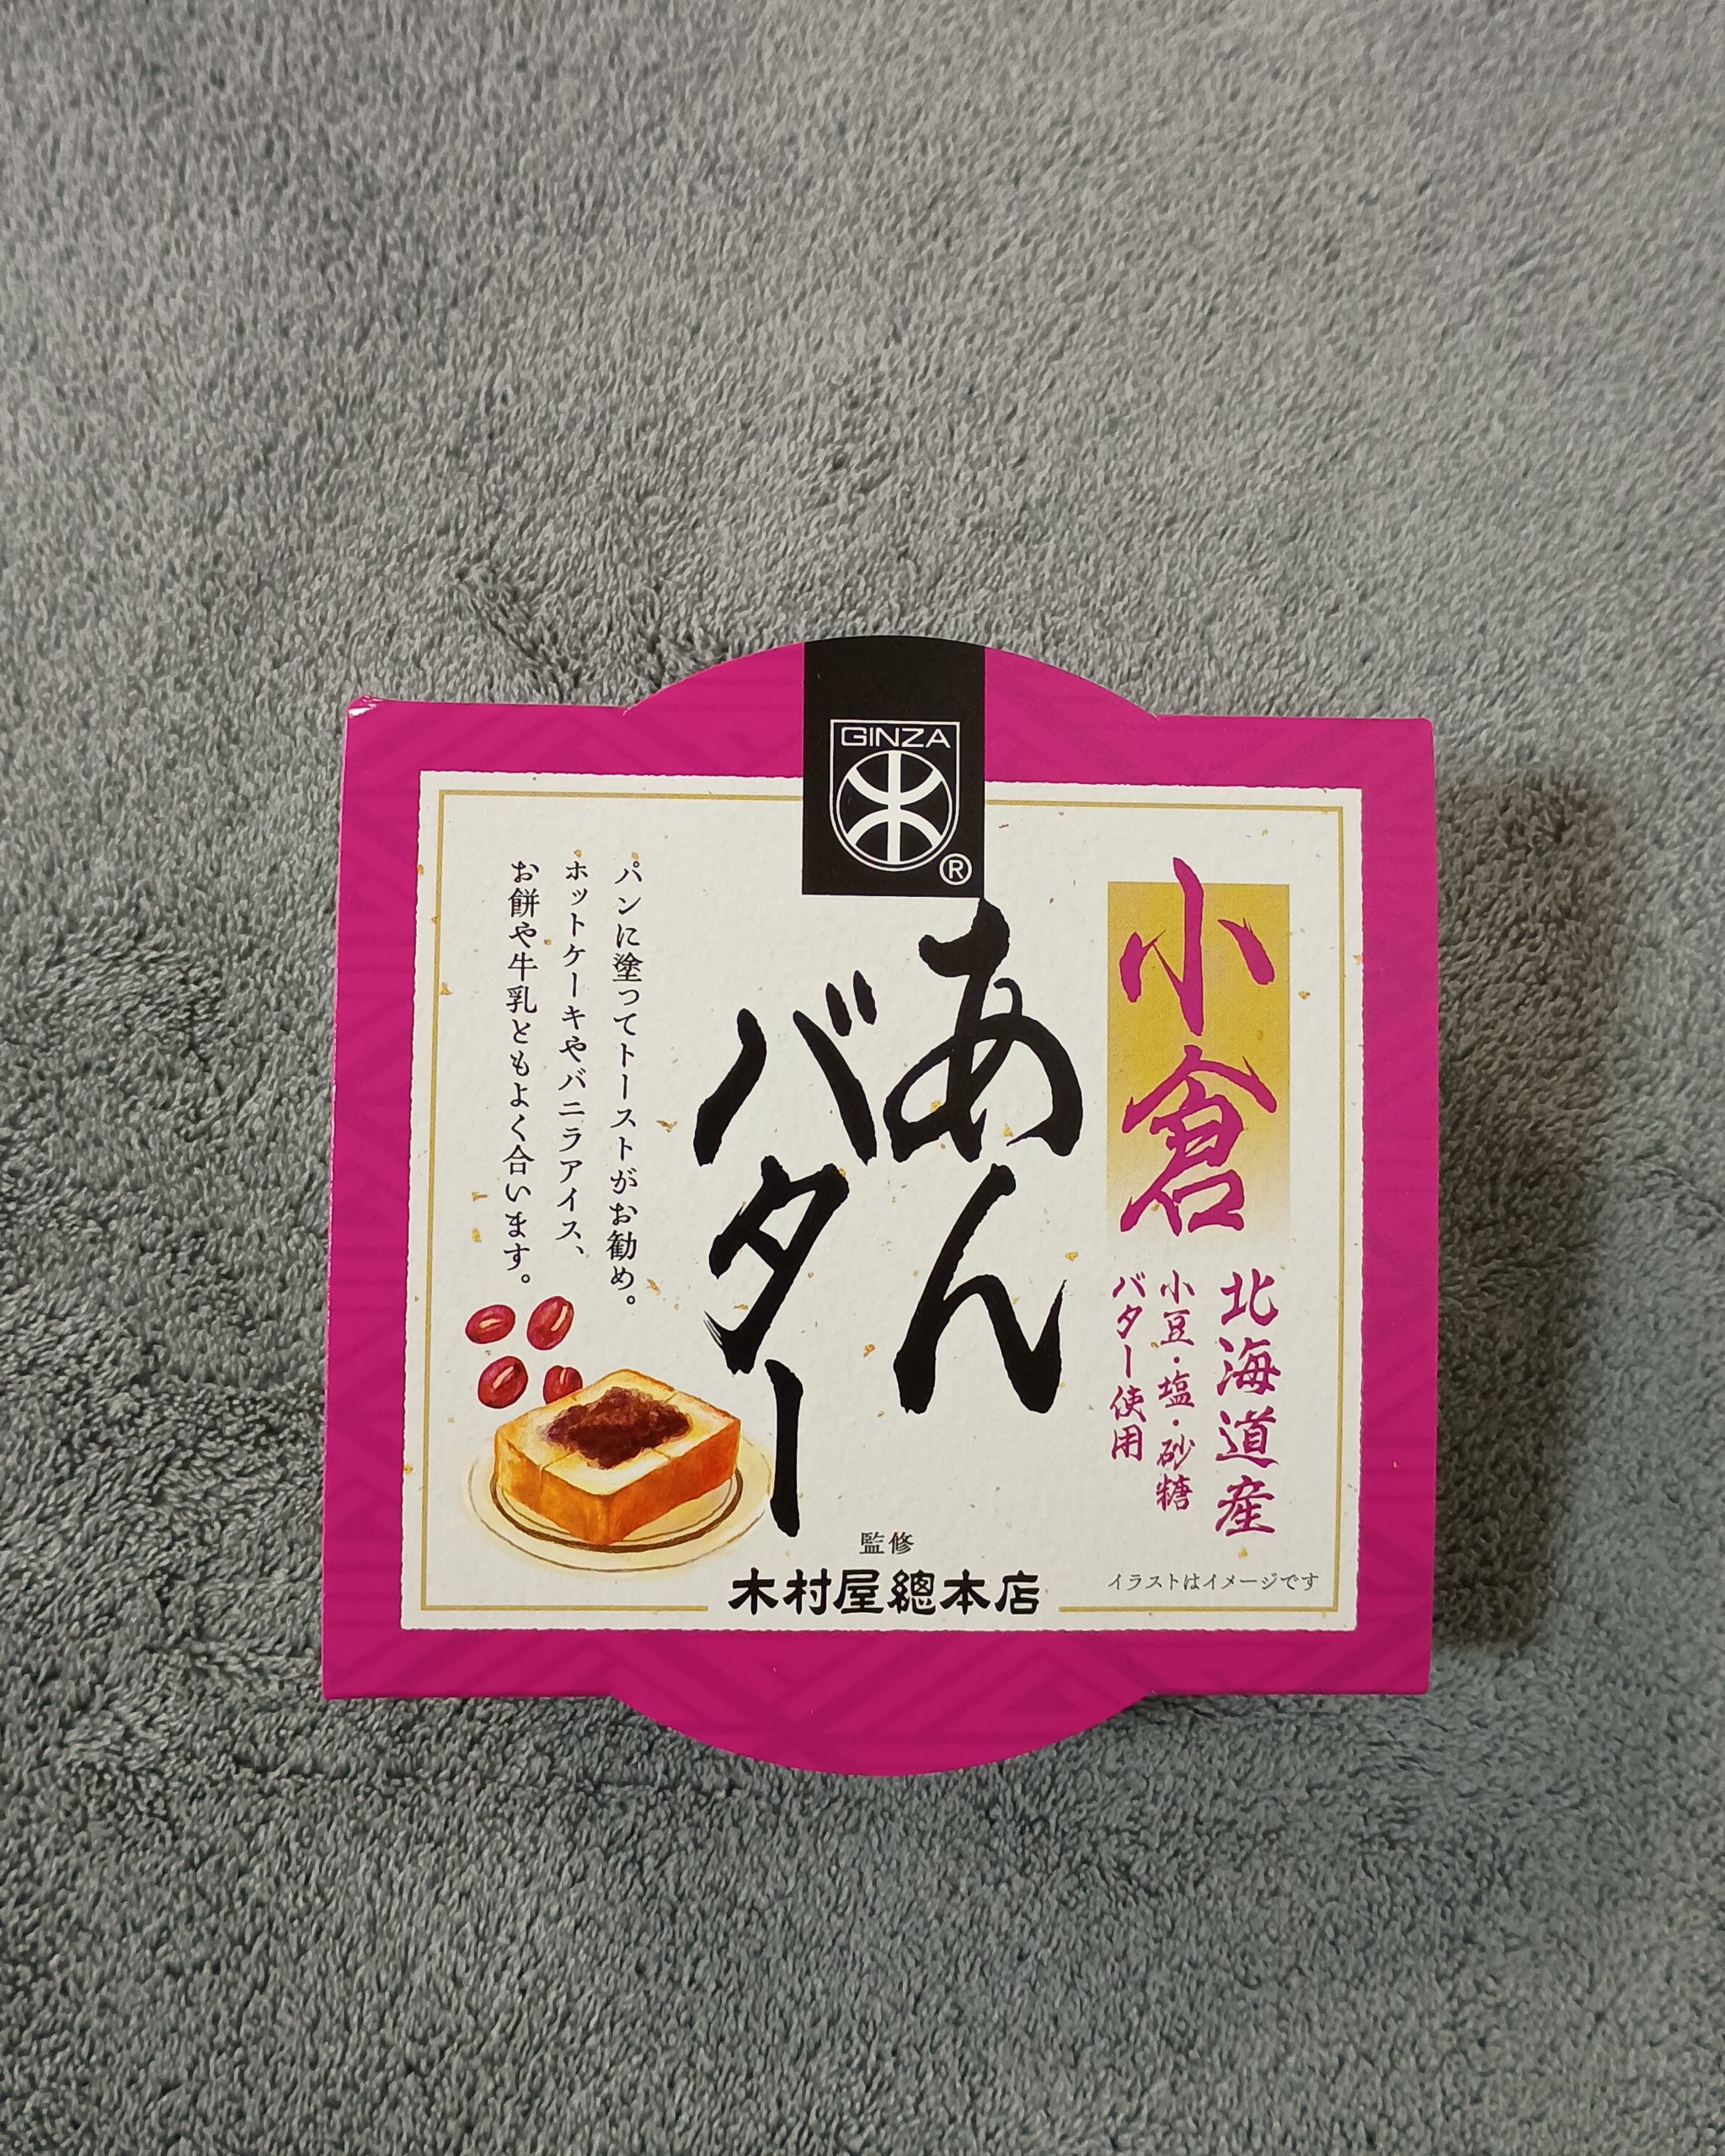 GINZA
®
小倉
北海道産
小豆・塩・砂糖
バター使用
あん
バター
パンに塗ってトーストがお勧め。
ホットケーキやバニラアイス、
お餅や牛乳ともよく合います。
監修
木村屋總本店
イラストはイメージです